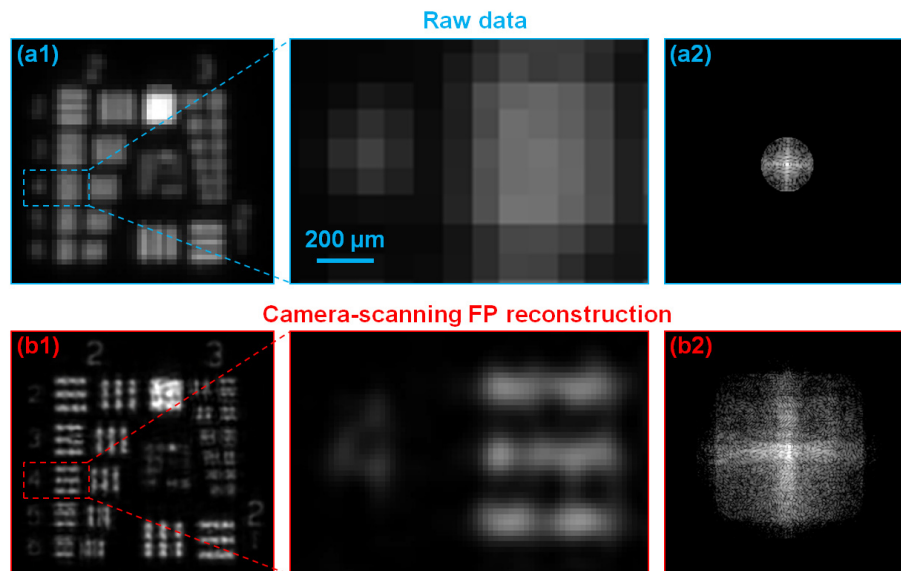 Raw data
(a1)
(a2)
200 µm
Camera-scanning FP reconstruction
(b1)
(b2)
2 3
2
3
4
5
6
2
1
4